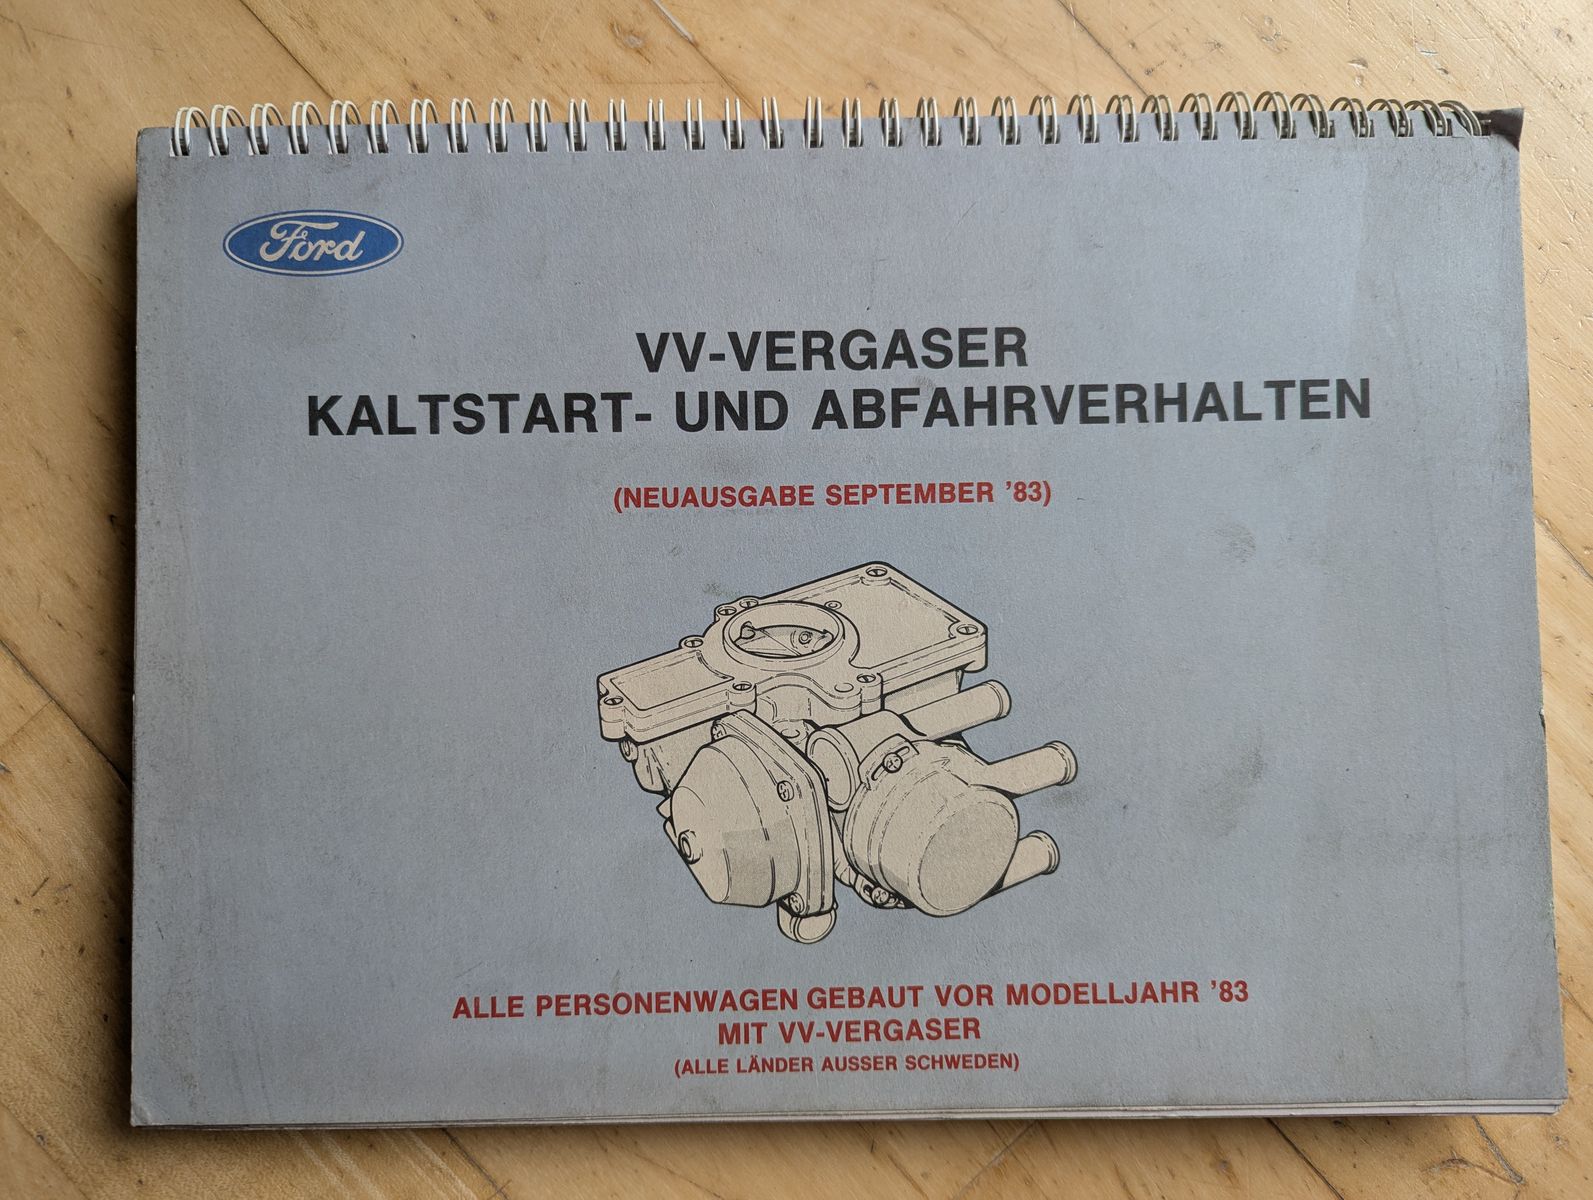 Ford
VV-VERGASER
KALTSTART- UND ABFAHRVERHALTEN
(NEUAUSGABE SEPTEMBER '83)
ALLE PERSONENWAGEN GEBAUT VOR MODELLJAHR '83
MIT VV-VERGASER
(ALLE LÄNDER AUSSER SCHWEDEN)